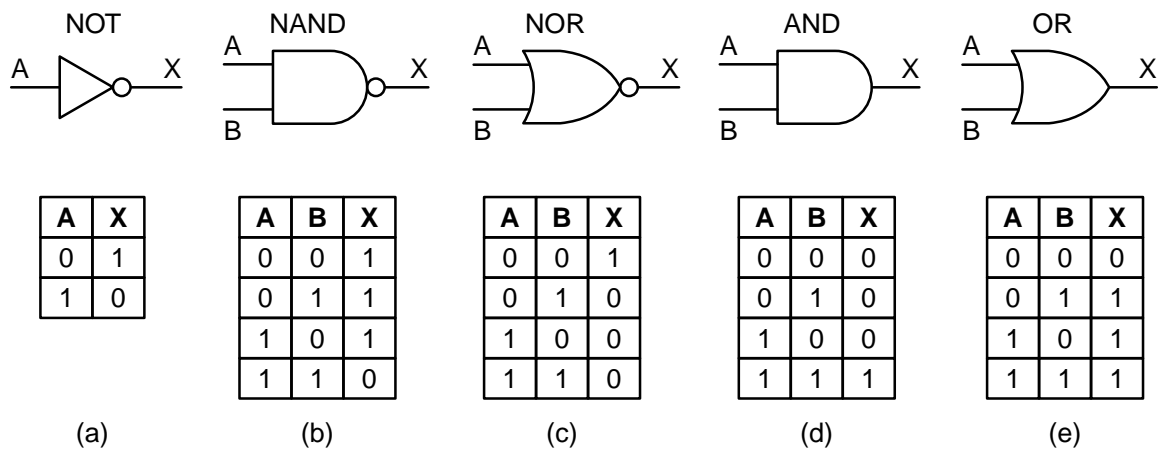 NOT NAND NOR AND OR
A X A B X A B X A B X A B X
A X A B X A B X A B X A B X
0 1 0 0 1 0 0 1 0 0 0 0 0 0
1 0 0 1 1 0 1 0 0 1 0 0 1 1
1 0 1 1 0 0 1 0 0 1 0 1
1 1 0 1 1 0 1 1 1 1 1 1
(a) (b) (c) (d) (e)